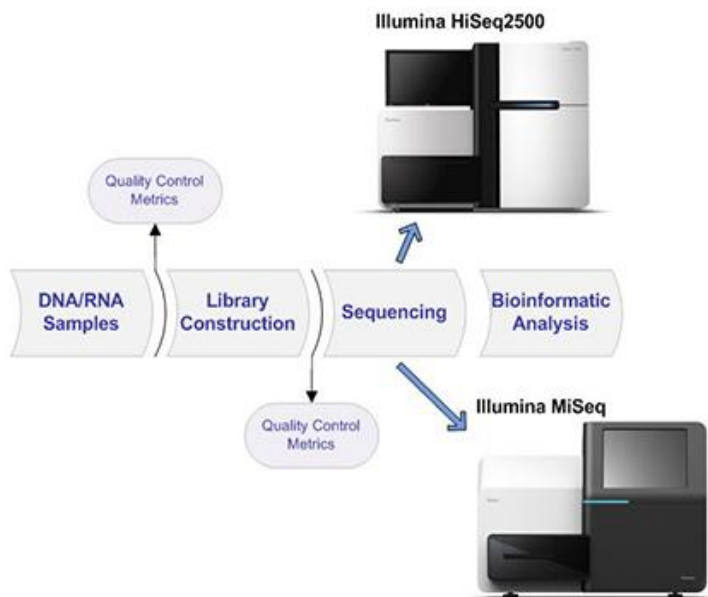 Illumina HiSeq2500
Quality Control
Metrics
DNA/RNA
Samples
Library
Construction
Sequencing
Bioinformatic
Analysis
Quality Control
Metrics
Illumina MiSeq